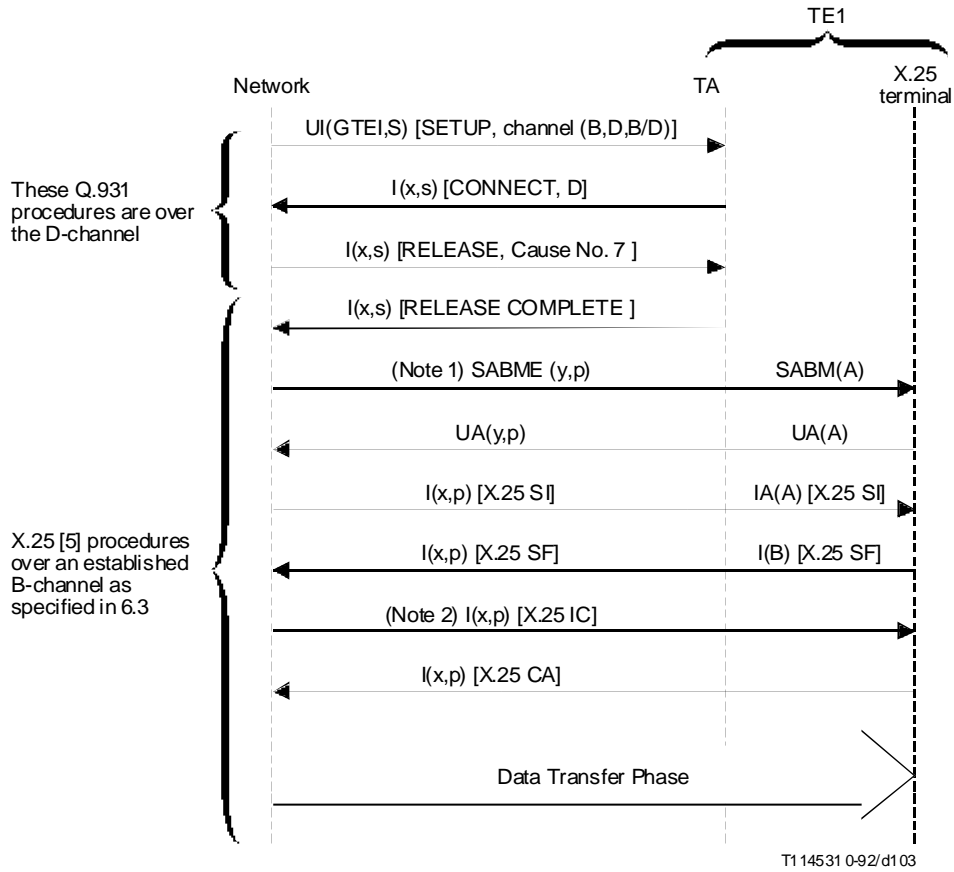 TE1
Network
TA
X.25
terminal
UI(GTEI,S) [SETUP, channel (B,D,B/D)]
These Q.931
procedures are over
the D-channel
I(x,s) [CONNECT, D]
I(x,s) [RELEASE, Cause No. 7 ]
I(x,s) [RELEASE COMPLETE ]
(Note 1) SABME (y,p)
SABM(A)
UA(y,p)
UA(A)
I(x,p) [X.25 SI]
IA(A) [X.25 SI]
X.25 [5] procedures
over an established
B-channel as
specified in 6.3
I(x,p) [X.25 SF]
I(B) [X.25 SF]
(Note 2) I(x,p) [X.25 IC]
I(x,p) [X.25 CA]
Data Transfer Phase
T1145310-92/d103